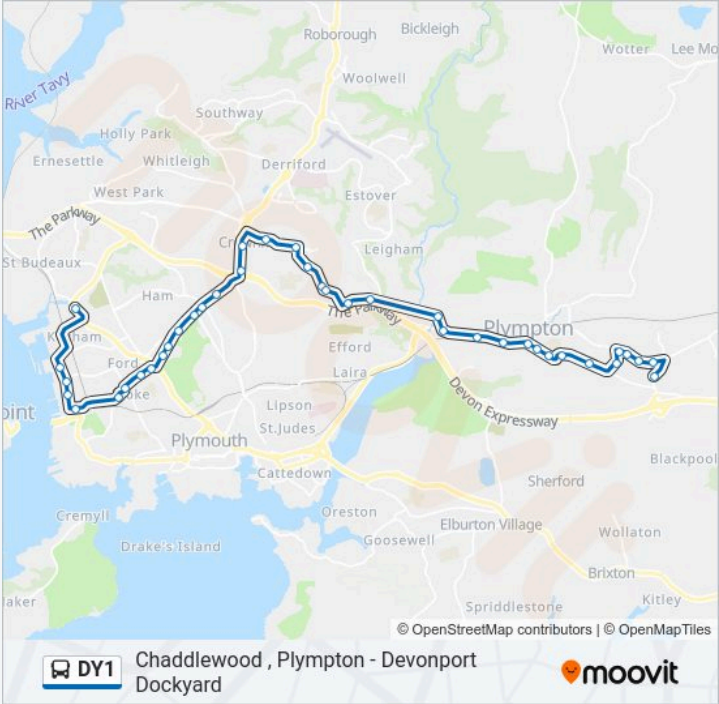 Bickleigh
Roborough
Wotter
Lee Mo
Woolwell
River Tavy
Southway
Holly Park
Ernesettle
Whitleigh
Derriford
West Park
Estover
The Parkway
St Budeaux
Leigham
Ham
The Parkway
Plympton
Efford
Ford
Laira
Devon Expressway
Lipson
oint
St.Judes
Plymouth
Blackpool
Cattedown
Sherford
Oreston
Cremyll
Elburton Village
Goosewell
Wollaton
Drake's Island
Brixton
laker
Kitley
Spriddlestone
© OpenStreetMap contributors | © OpenMapTiles
DY1
Chaddlewood , Plympton - Devonport
Dockyard
moovit